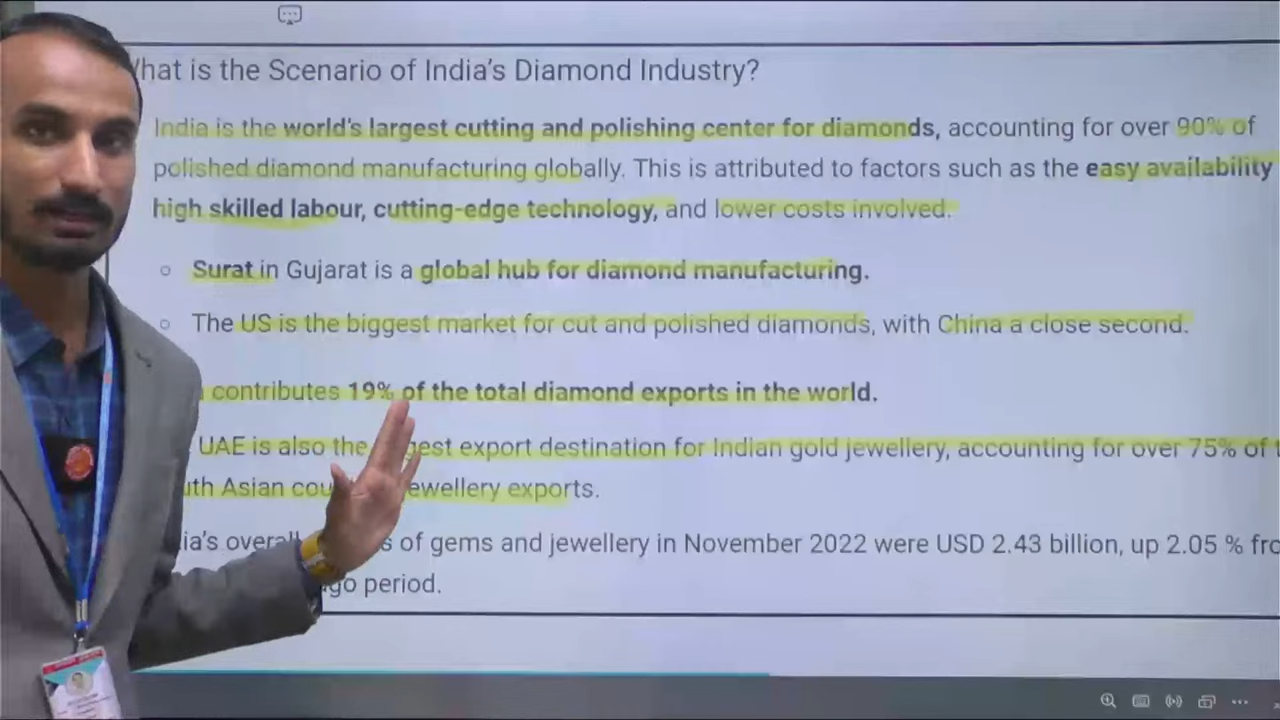 hat is the Scenario of India's Diamond Industry?
India is the world's largest cutting and polishing center for diamonds, accounting for over 90% of
polished diamond manufacturing globally. This is attributed to factors such as the easy availability
high skilled labour, cutting-edge technology, and lower costs involved.
Surat in Gujarat is a global hub for diamond manufacturing.
The US is the biggest market for cut and polished diamonds, with China a close second.
contributes 19% of the total diamond exports in the world.
UAE is also the gest export destination for Indian gold jewellery, accounting for over 75% of t
uth Asian cou ewellery exports.
ia's overall s of gems and jewellery in November 2022 were USD 2.43 billion, up 2.05 % fro
go period.